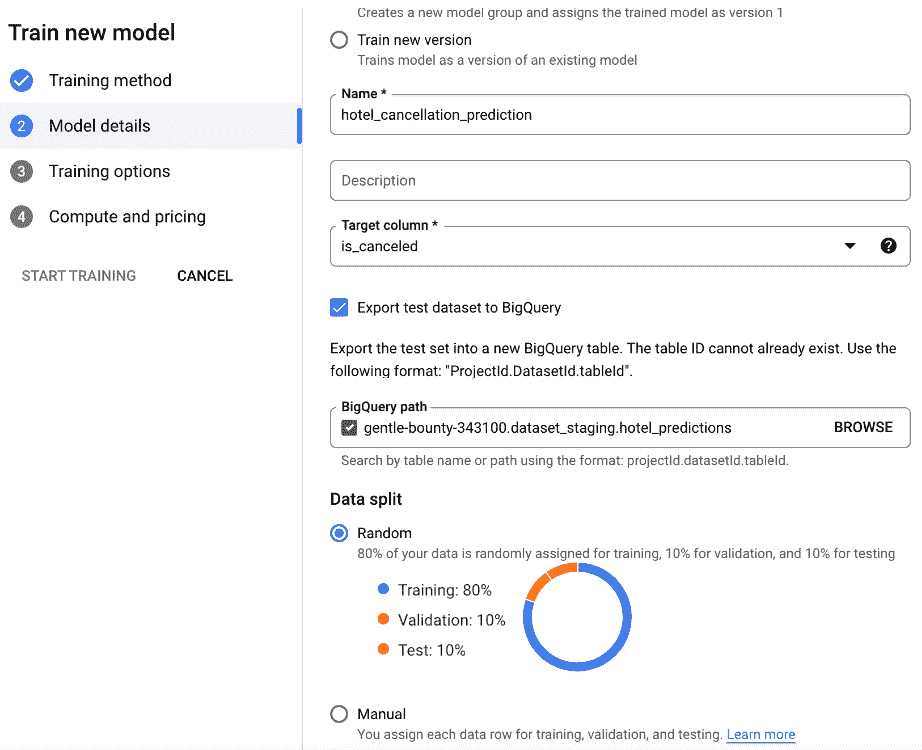 Train new model
Training method
2 Model details
3 Training options
4 Compute and pricing
START TRAINING CANCEL
Creates a new model group and assigns the trained model as version 1
Train new version
Trains model as a version of an existing model
Name *
hotel_cancellation_prediction
Description
Target column *
is_canceled
Export test dataset to BigQuery
Export the test set into a new BigQuery table. The table ID cannot already exist. Use the
following format: "ProjectId.DatasetId.tableId".
BigQuery path
gentle-bounty-343100.dataset_staging.hotel_predictions BROWSE
Search by table name or path using the format: projectId.datasetId.tableId.
Data split
Random
80% of your data is randomly assigned for training, 10% for validation, and 10% for testing
Training: 80%
Validation: 10%
Test: 10%
Manual
You assign each data row for training, validation, and testing. Learn more